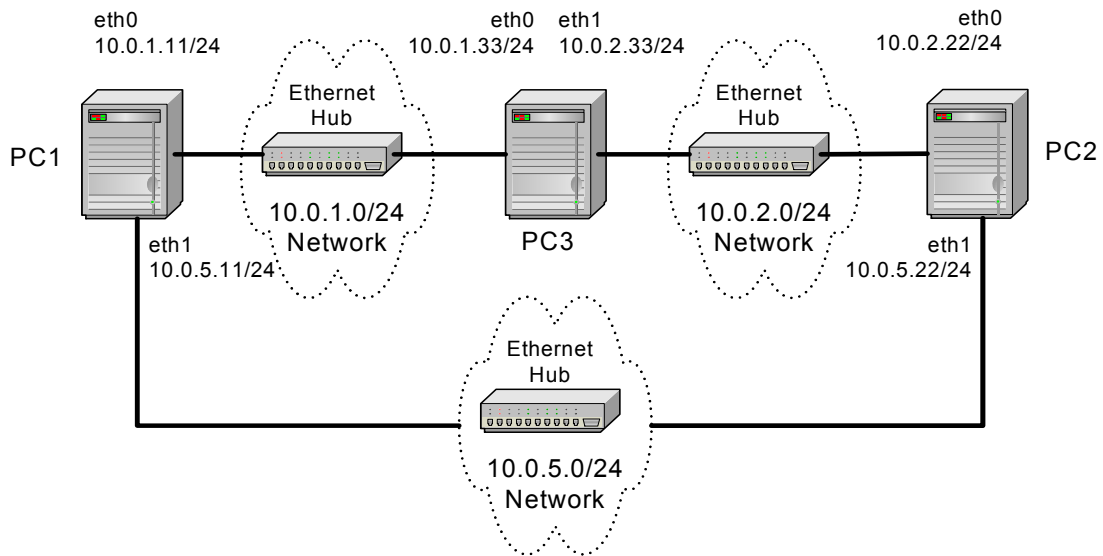 eth0
10.0.1.11/24
eth0
10.0.1.33/24
eth1
10.0.2.33/24
eth0
10.0.2.22/24
Ethernet
Hub
Ethernet
Hub
PC1
PC2
10.0.1.0/24
Network
PC3
10.0.2.0/24
Network
eth1
10.0.5.11/24
eth1
10.0.5.22/24
Ethernet
Hub
10.0.5.0/24
Network